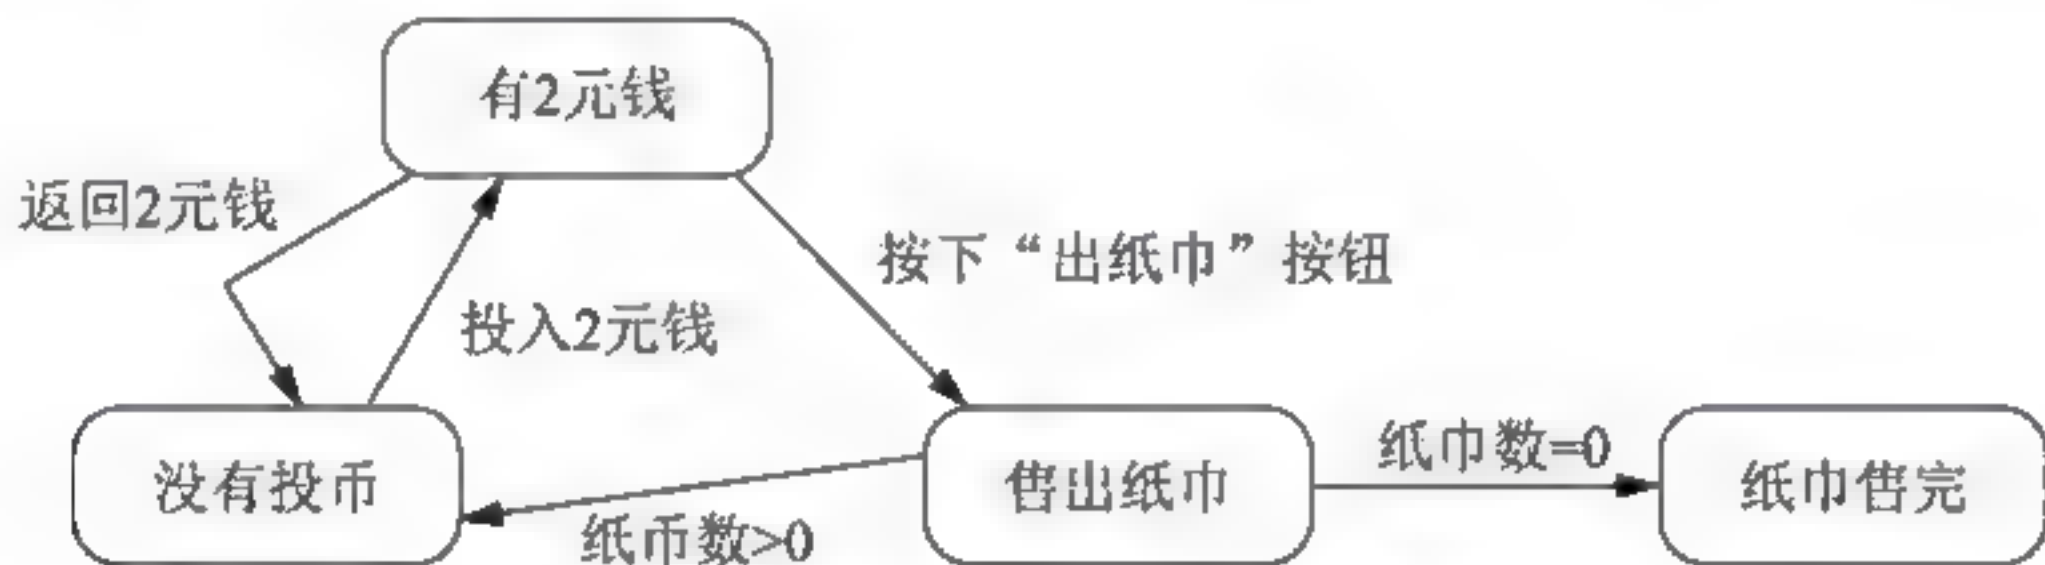 有2元钱
返回2元钱
按下“出纸巾”按钮
投入2元钱
没有投币
纸币数>0
售出纸巾
纸巾数=0
纸巾售完